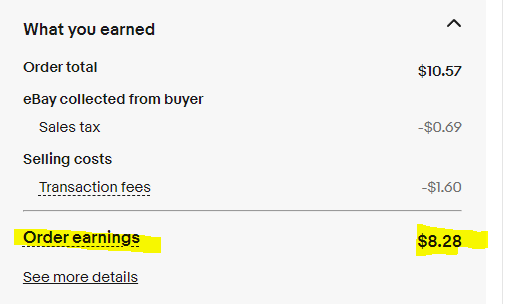 What you earned
Order total $10.57
eBay collected from buyer
Sales tax -$0.69
Selling costs
Transaction fees -$1.60
Order earnings $8.28
See more details